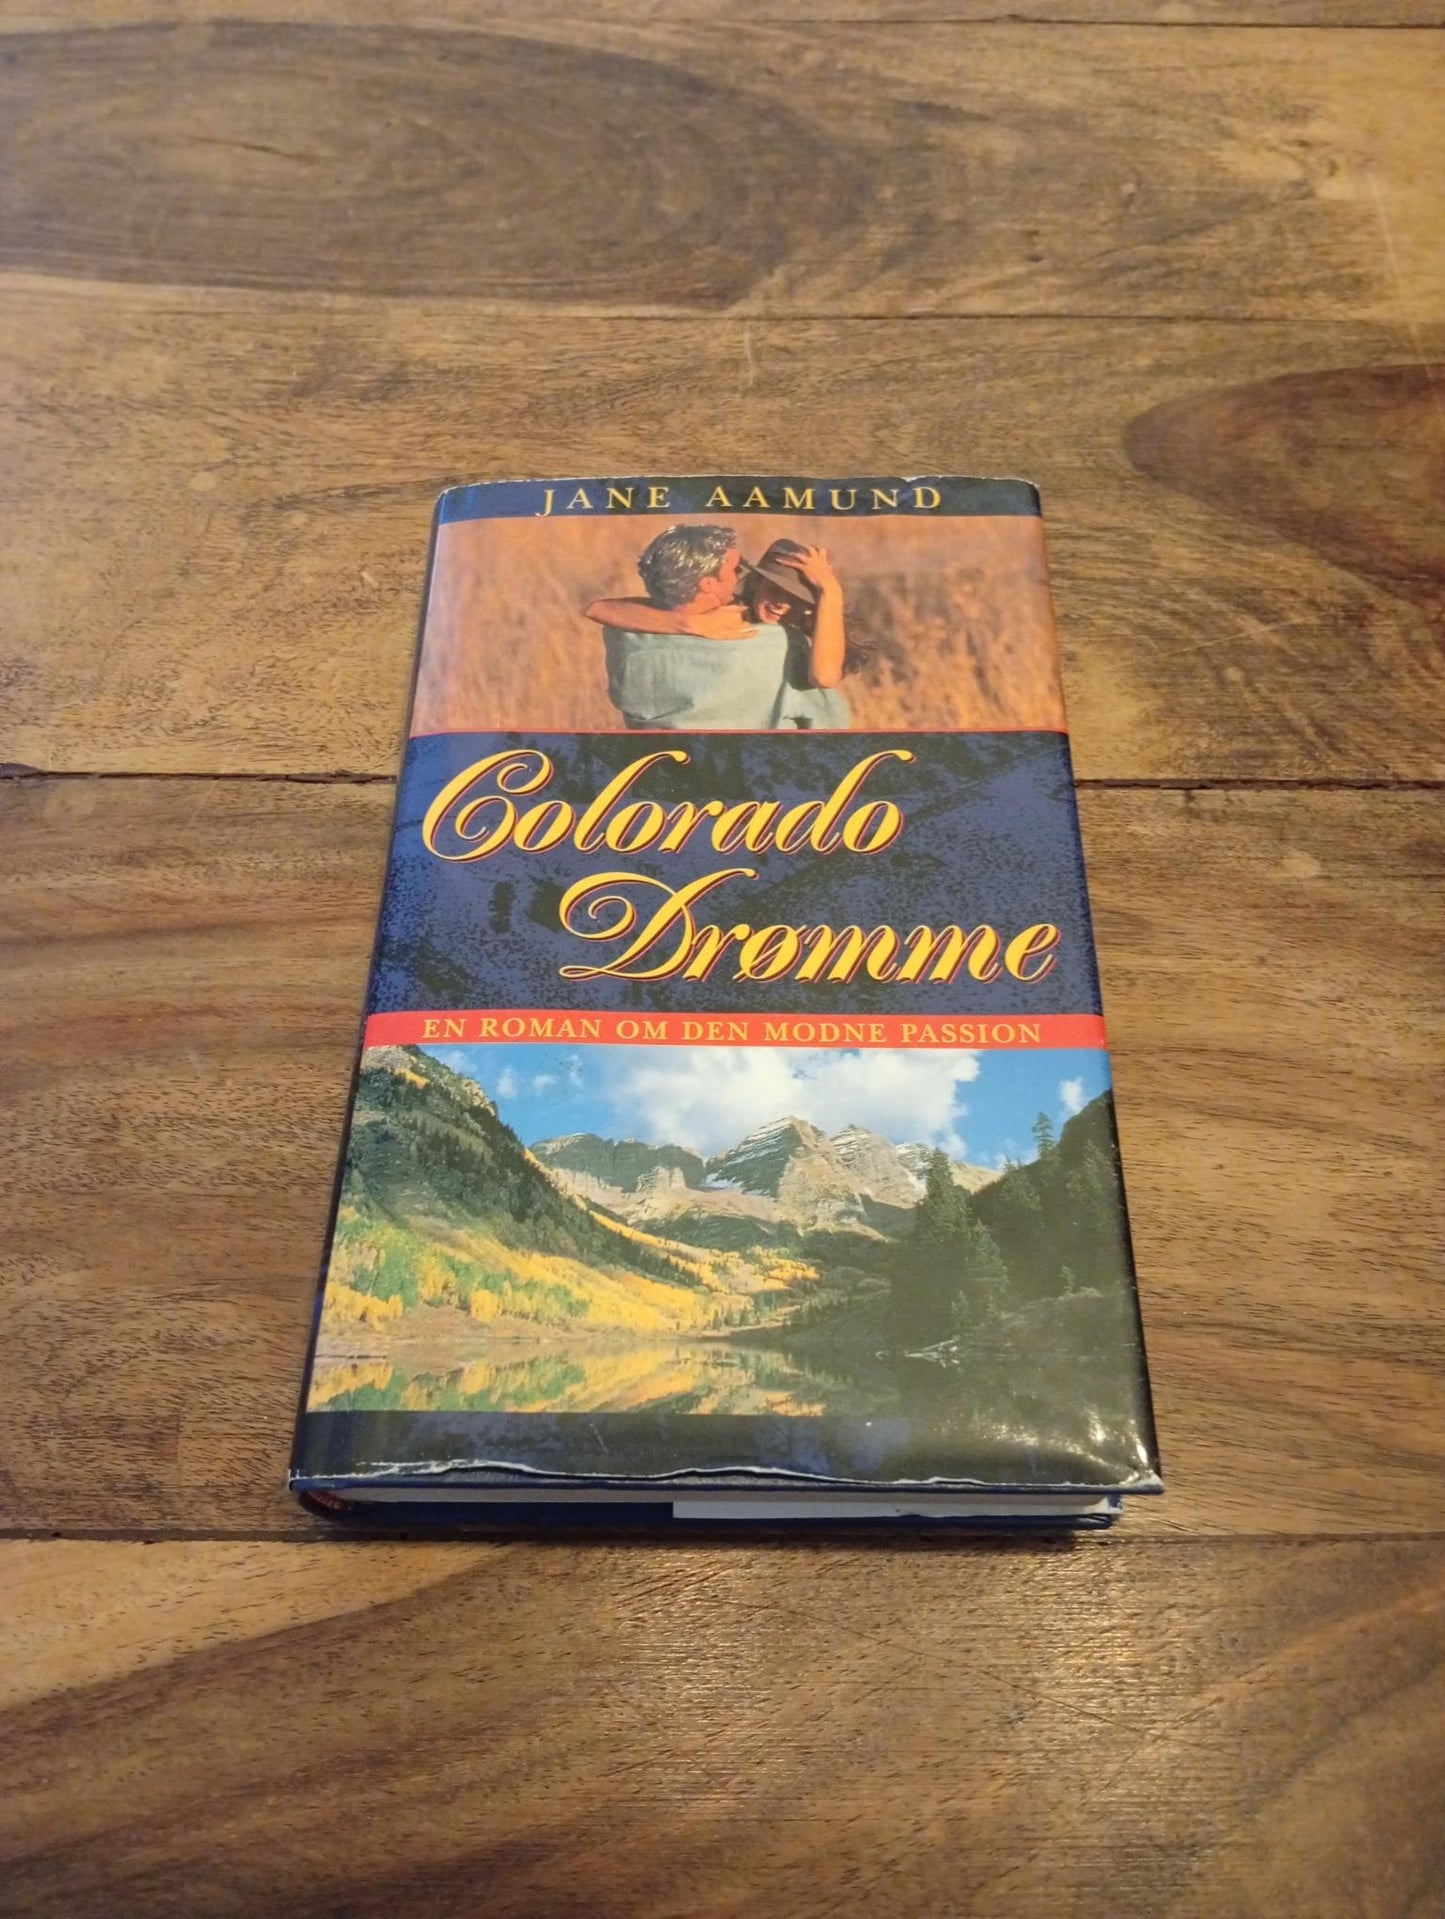 JANE AAMUND
Colorado
Drømme
EN ROMAN OM DEN MODNE PASSION